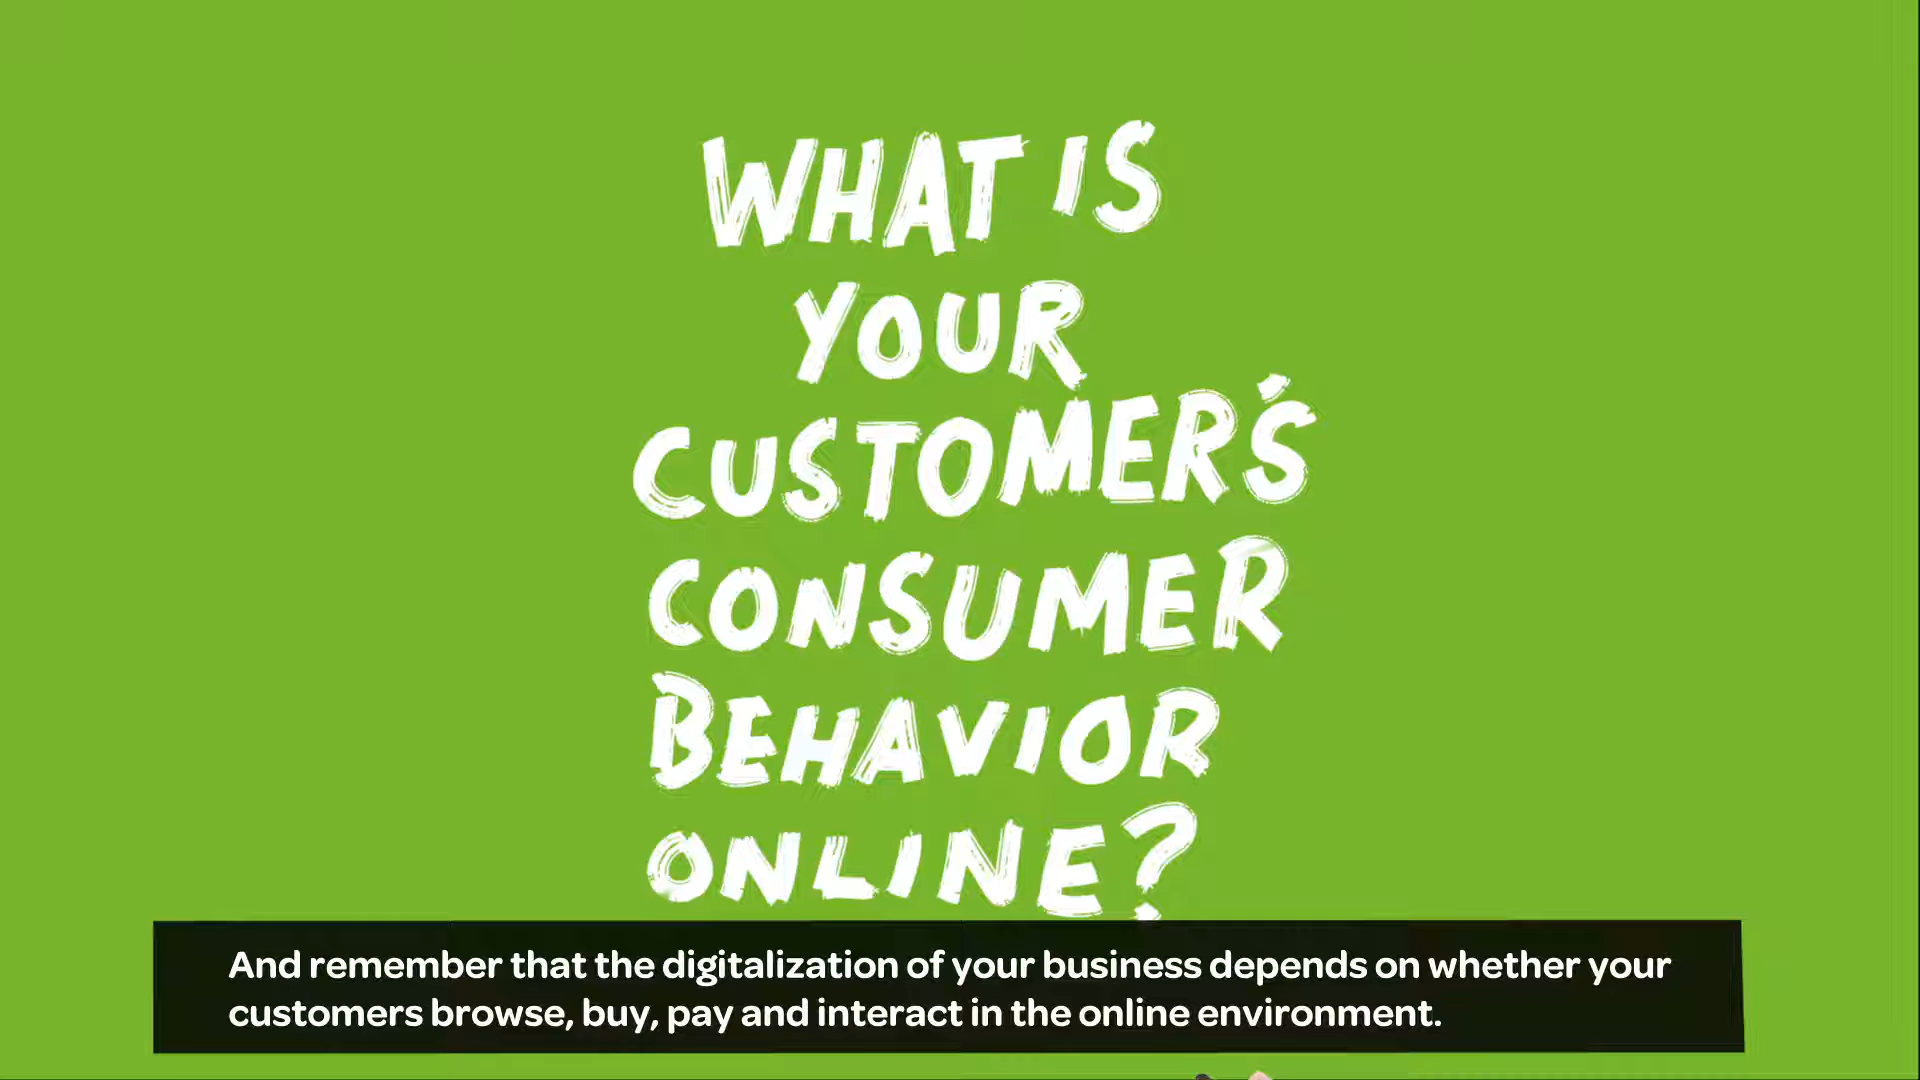 WHAT IS
YOUR
CUSTOMER'S
CONSUMER
BEHAVIOR
ONLINE?
And remember that the digitalization of your business depends on whether your
customers browse, buy, pay and interact in the online environment.